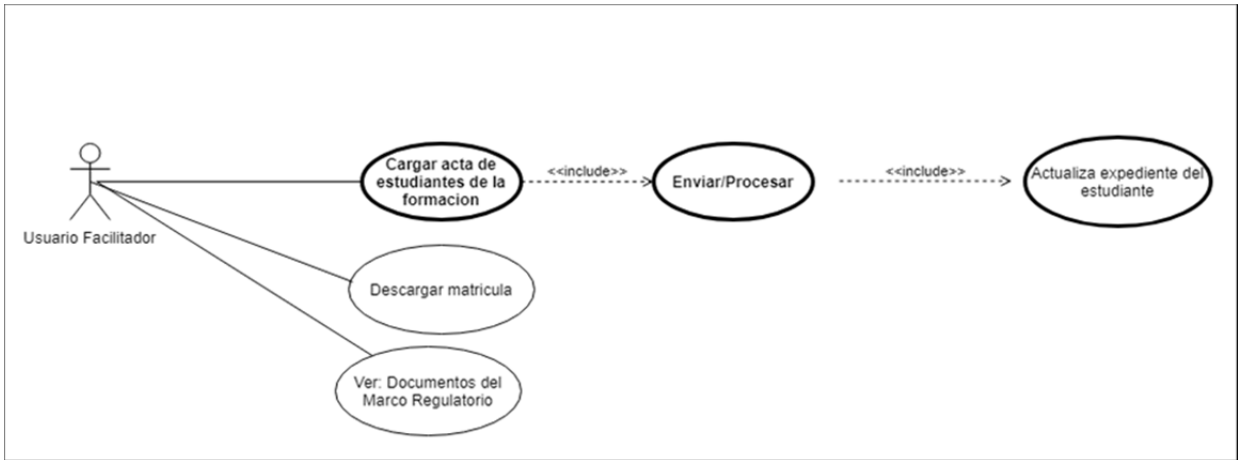 Cargar acta de
estudiantes de la
formacion
<<include>>
Enviar/Procesar
<<include>>
Actualiza expediente del
estudiante
Usuario Facilitador
Descargar matricula
Ver: Documentos del
Marco Regulatorio